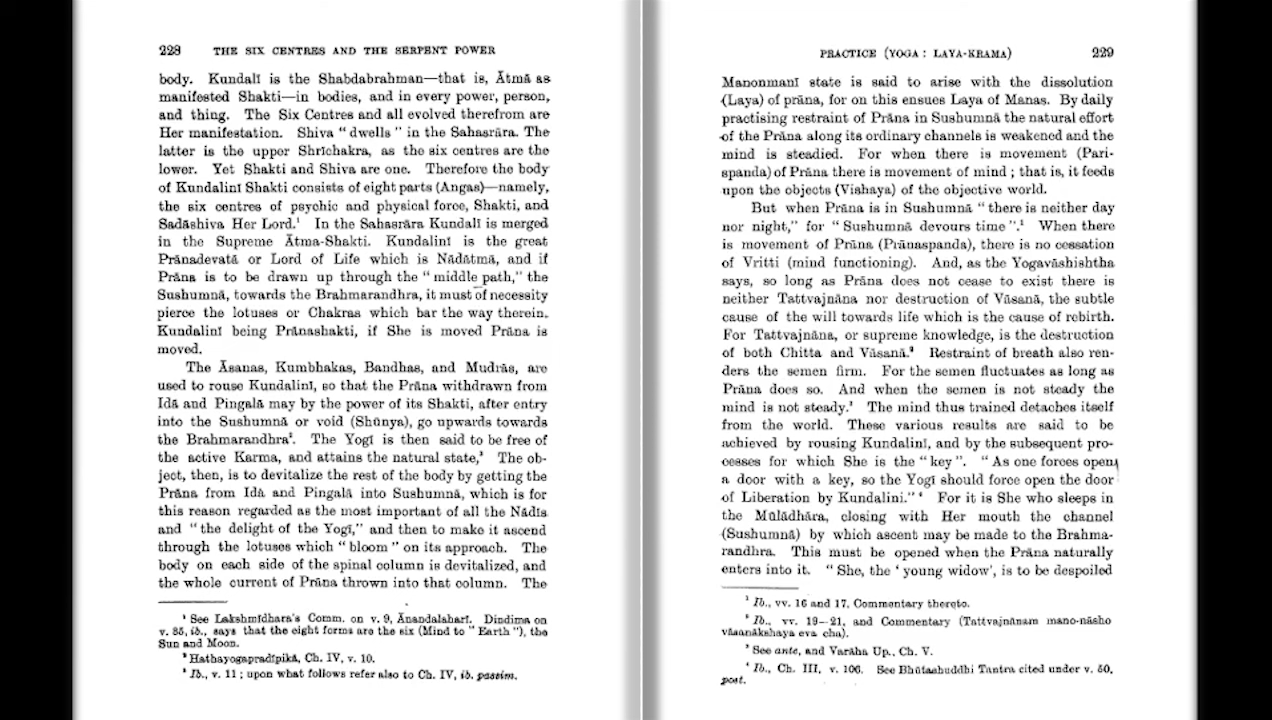 228 THE SIX CENTRES AND THE SERPENT POWER
body. Kundalī is the Shabdabrahman—that is, Ātmā as
manifested Shakti—in bodies, and in every power, person,
and thing. The Six Centres and all evolved therefrom are
Her manifestation. Shiva “dwells” in the Sahasrāra. The
latter is the upper Shrīchakra, as the six centres are the
lower. Yet Shakti and Shiva are one. Therefore the body
of Kundalinī Shakti consists of eight parts (Angas)—namely,
the six centres of psychic and physical force, Shakti, and
Sadāshiva Her Lord.¹ In the Sahasrāra Kundalī is merged
in the Supreme Ātma-Shakti. Kundalinī is the great
Prānadevatā or Lord of Life which is Nādātmā, and if
Prāna is to be drawn up through the “middle path,” the
Sushumnā, towards the Brahmarandhra, it must of necessity
pierce the lotuses or Chakras which bar the way therein.
Kundalinī being Prānashakti, if She is moved Prāna is
moved.
The Āsanas, Kumbhakas, Bandhas, and Mudrās, are
used to rouse Kundalinī, so that the Prāna withdrawn from
Idā and Pingalā may by the power of its Shakti, after entry
into the Sushumnā or void (Shūnya), go upwards towards
the Brahmarandhra². The Yogī is then said to be free of
the active Karma, and attains the natural state,³ The ob-
ject, then, is to devitalize the rest of the body by getting the
Prāna from Idā and Pingalā into Sushumnā, which is for
this reason regarded as the most important of all the Nādīs
and “the delight of the Yogī,” and then to make it ascend
through the lotuses which “bloom” on its approach. The
body on each side of the spinal column is devitalized, and
the whole current of Prāna thrown into that column. The
¹ See Lakshmīdhara's Comm. on v. 9, Ānandalaharī. Dindima on
v. 35, ib., says that the eight forms are the six (Mind to “Earth”), the
Sun and Moon.
² Hathayogapradīpikā, Ch. IV, v. 10.
³ Ib., v. 11; upon what follows refer also to Ch. IV, ib. passim.
PRACTICE (YOGA: LAYA-KRAMA) 229
Manonmanī state is said to arise with the dissolution
(Laya) of prāna, for on this ensues Laya of Manas. By daily
practising restraint of Prāna in Sushumnā the natural effort
of the Prāna along its ordinary channels is weakened and the
mind is steadied. For when there is movement (Pari-
spanda) of Prāna there is movement of mind; that is, it feeds
upon the objects (Vishaya) of the objective world.
But when Prāna is in Sushumnā “there is neither day
nor night,” for “Sushumnā devours time”.¹ When there
is movement of Prāna (Prānaspanda), there is no cessation
of Vritti (mind functioning). And, as the Yogavāshishtha
says, so long as Prāna does not cease to exist there is
neither Tattvajnāna nor destruction of Vāsanā, the subtle
cause of the will towards life which is the cause of rebirth.
For Tattvajnāna, or supreme knowledge, is the destruction
of both Chitta and Vāsanā.² Restraint of breath also ren-
ders the semen firm. For the semen fluctuates as long as
Prāna does so. And when the semen is not steady the
mind is not steady.³ The mind thus trained detaches itself
from the world. These various results are said to be
achieved by rousing Kundalinī, and by the subsequent pro-
cesses for which She is the “key”. “As one forces open
a door with a key, so the Yogī should force open the door
of Liberation by Kundalini.”⁴ For it is She who sleeps in
the Mūlādhāra, closing with Her mouth the channel
(Sushumnā) by which ascent may be made to the Brahma-
randhra. This must be opened when the Prāna naturally
enters into it. “She, the ‘young widow’, is to be despoiled
¹ Ib., vv. 16 and 17, Commentary thereto.
² Ib., vv. 19–21, and Commentary (Tattvajnānam mano-nāsho
vāsanākshaya eva cha).
³ See ante, and Varāha Up., Ch. V.
⁴ Ib., Ch. III, v. 106. See Bhūtashuddhi Tantra cited under v. 50,
post.